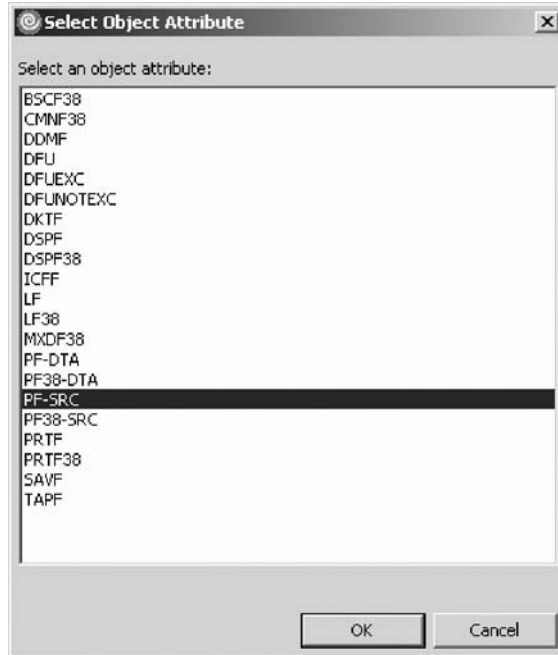 Select Object Attribute
Select an object attribute:
BSCF38
CMNF38
DDMF
DFU
DFUEXC
DFUNOTEXC
DKTF
DSPF
DSPF38
ICFF
LF
LF38
MXDF38
PF-DTA
PF38-DTA
PF-SRC
PF38-SRC
PRTF
PRTF38
SAVF
TAPF
OK Cancel